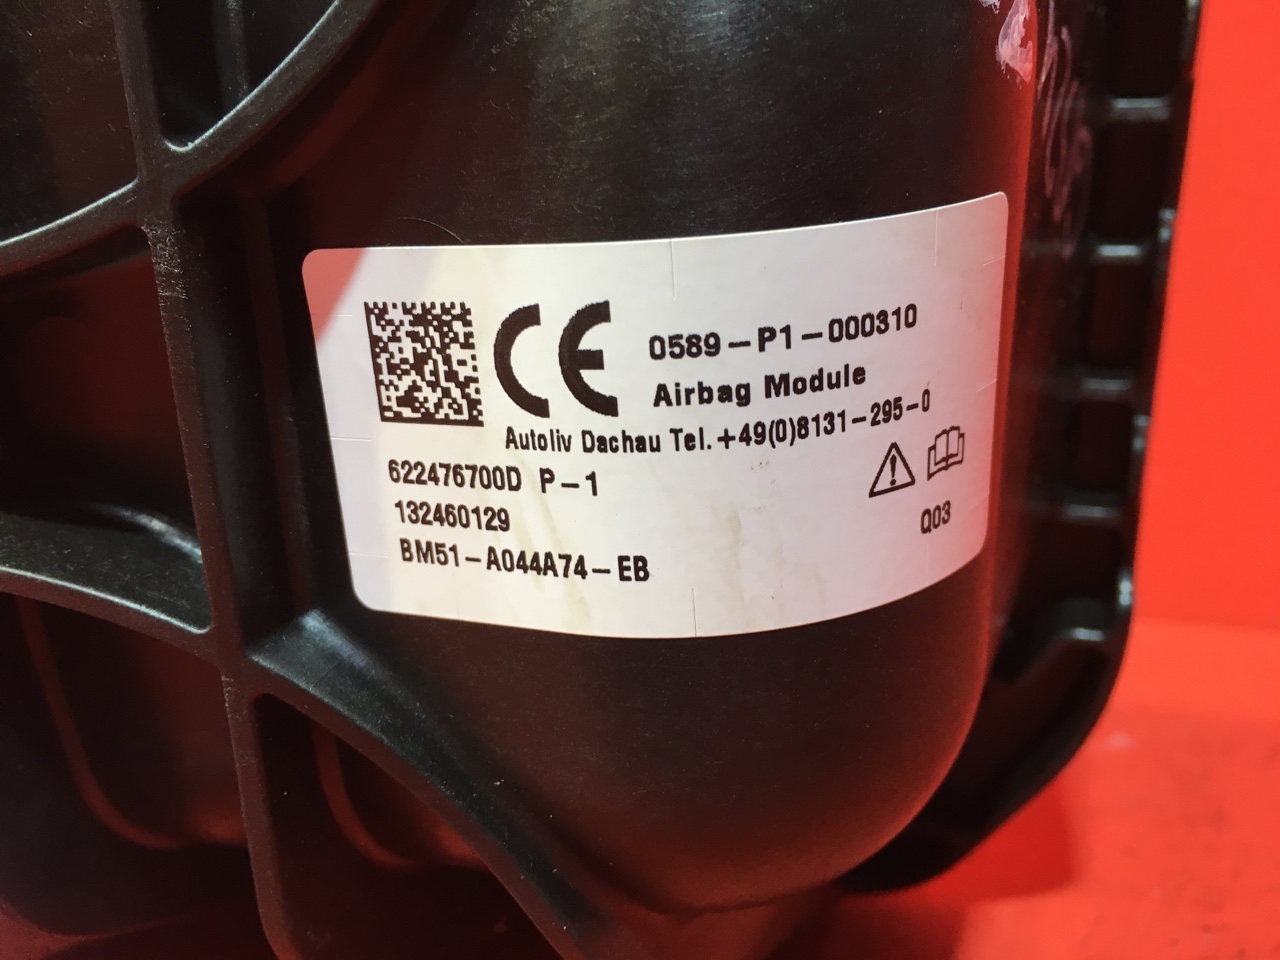 CE 0589-P1-000310
Airbag Module
Autoliv Dachau Tel.+49(0)8131-295-0
622476700D P-1
132460129
BM51-A044A74-EB
Q03